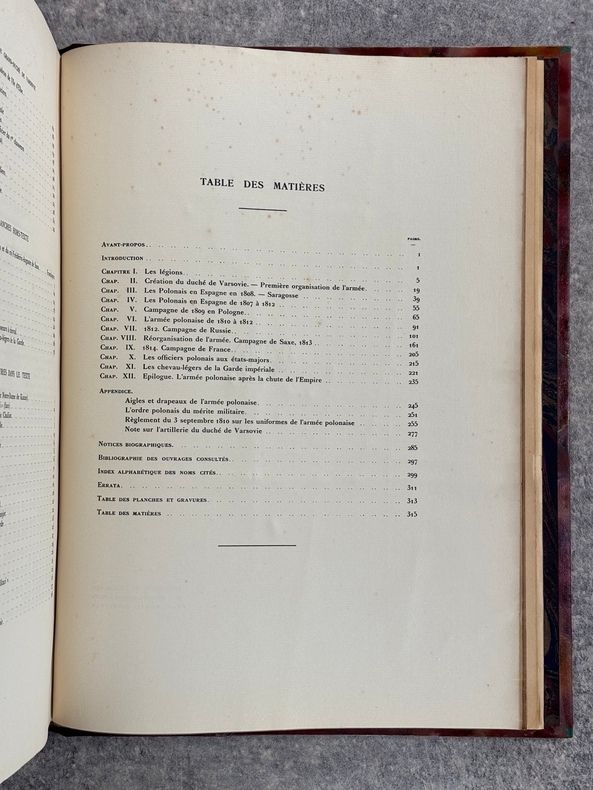 TABLE DES MATIÈRES
PAGES.
AVANT-PROPOS 1
INTRODUCTION 1
CHAPITRE I. Les légions. 5
CHAP. II. Création du duché de Varsovie. — Première organisation de l'armée. 19
CHAP. III. Les Polonais en Espagne en 1808. — Saragosse 39
CHAP. IV. Les Polonais en Espagne de 1807 à 1812 55
CHAP. V. Campagne de 1809 en Pologne. 65
CHAP. VI. L'armée polonaise de 1810 à 1812 91
CHAP. VII. 1812. Campagne de Russie. 101
CHAP. VIII. Réorganisation de l'armée. Campagne de Saxe, 1813 161
CHAP. IX. 1814. Campagne de France. 205
CHAP. X. Les officiers polonais aux états-majors. 215
CHAP. XI. Les chevau-légers de la Garde impériale 221
CHAP. XII. Epilogue. L'armée polonaise après la chute de l'Empire 235
APPENDICE.
Aigles et drapeaux de l'armée polonaise. 245
L'ordre polonais du mérite militaire. 251
Règlement du 3 septembre 1810 sur les uniformes de l'armée polonaise 255
Note sur l'artillerie du duché de Varsovie 277
NOTICES BIOGRAPHIQUES. 285
BIBLIOGRAPHIE DES OUVRAGES CONSULTÉS. 297
INDEX ALPHABÉTIQUE DES NOMS CITÉS. 299
ERRATA. 311
TABLE DES PLANCHES ET GRAVURES. 313
TABLE DES MATIÈRES 315